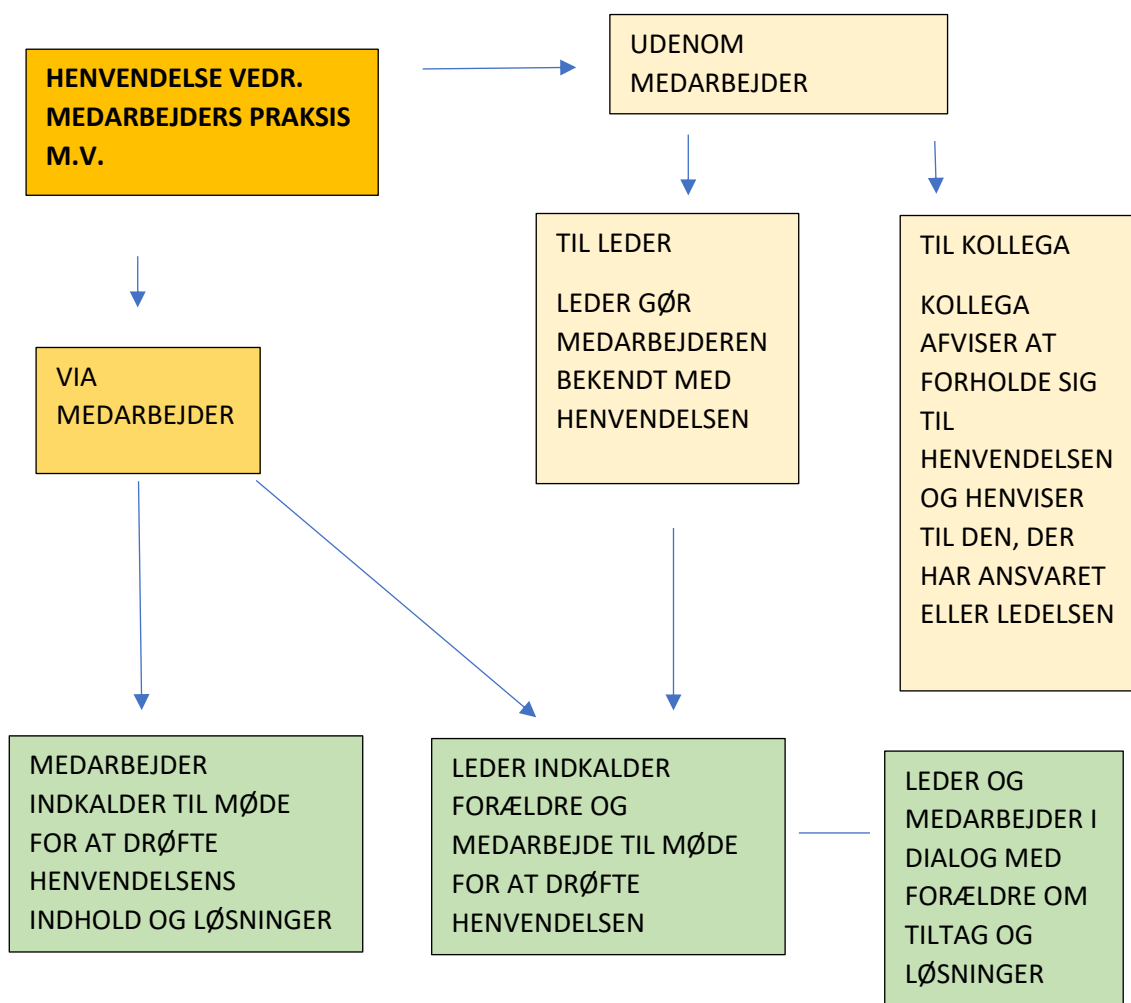 HENVENDELSE VEDR.
MEDARBEJDERS PRAKSIS
M.V.
UDENOM
MEDARBEJDER
VIA
MEDARBEJDER
TIL LEDER
LEDER GØR
MEDARBEJDEREN
BEKENDT MED
HENVENDELSEN
TIL KOLLEGA
KOLLEGA
AFVISER AT
FORHOLDE SIG
TIL
HENVENDELSEN
OG HENVISER
TIL DEN, DER
HAR ANSVARET
ELLER LEDELSEN
MEDARBEJDER
INDKALDER TIL MØDE
FOR AT DRØFTE
HENVENDELSENS
INDHOLD OG LØSNINGER
LEDER INDKALDER
FORÆLDRE OG
MEDARBEJDE TIL MØDE
FOR AT DRØFTE
HENVENDELSEN
LEDER OG
MEDARBEJDER I
DIALOG MED
FORÆLDRE OM
TILTAG OG
LØSNINGER